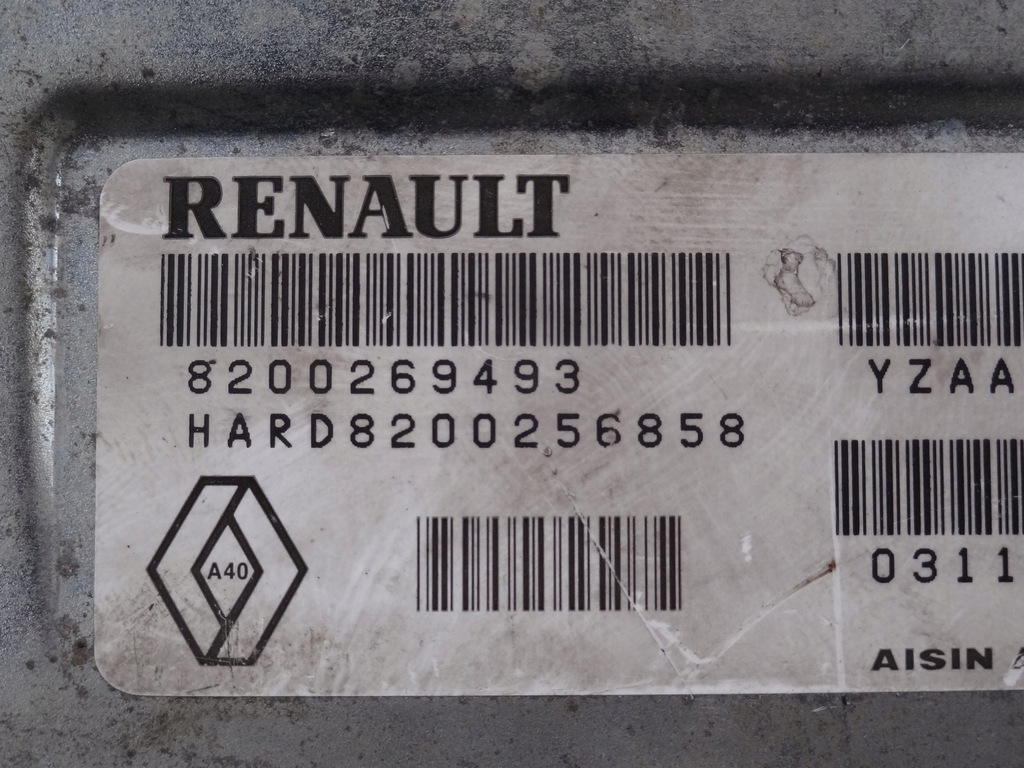 RENAULT
8200269493
HARD8200256858
A40
YZAA
0311
AISIN